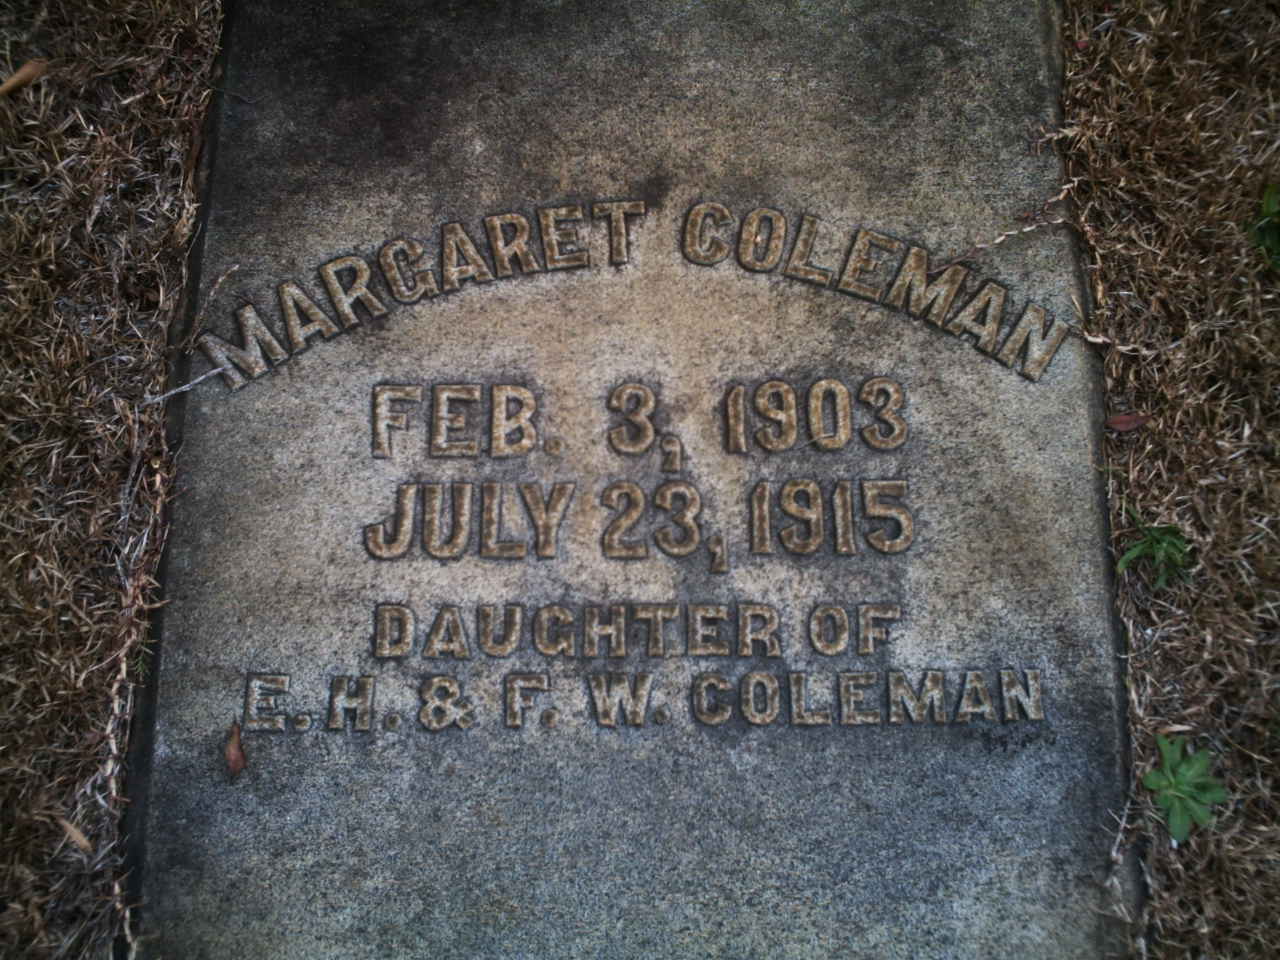 MARGARET COLEMAN
FEB. 3, 1903
JULY 23, 1915
DAUGHTER OF
E. H. & F. W. COLEMAN